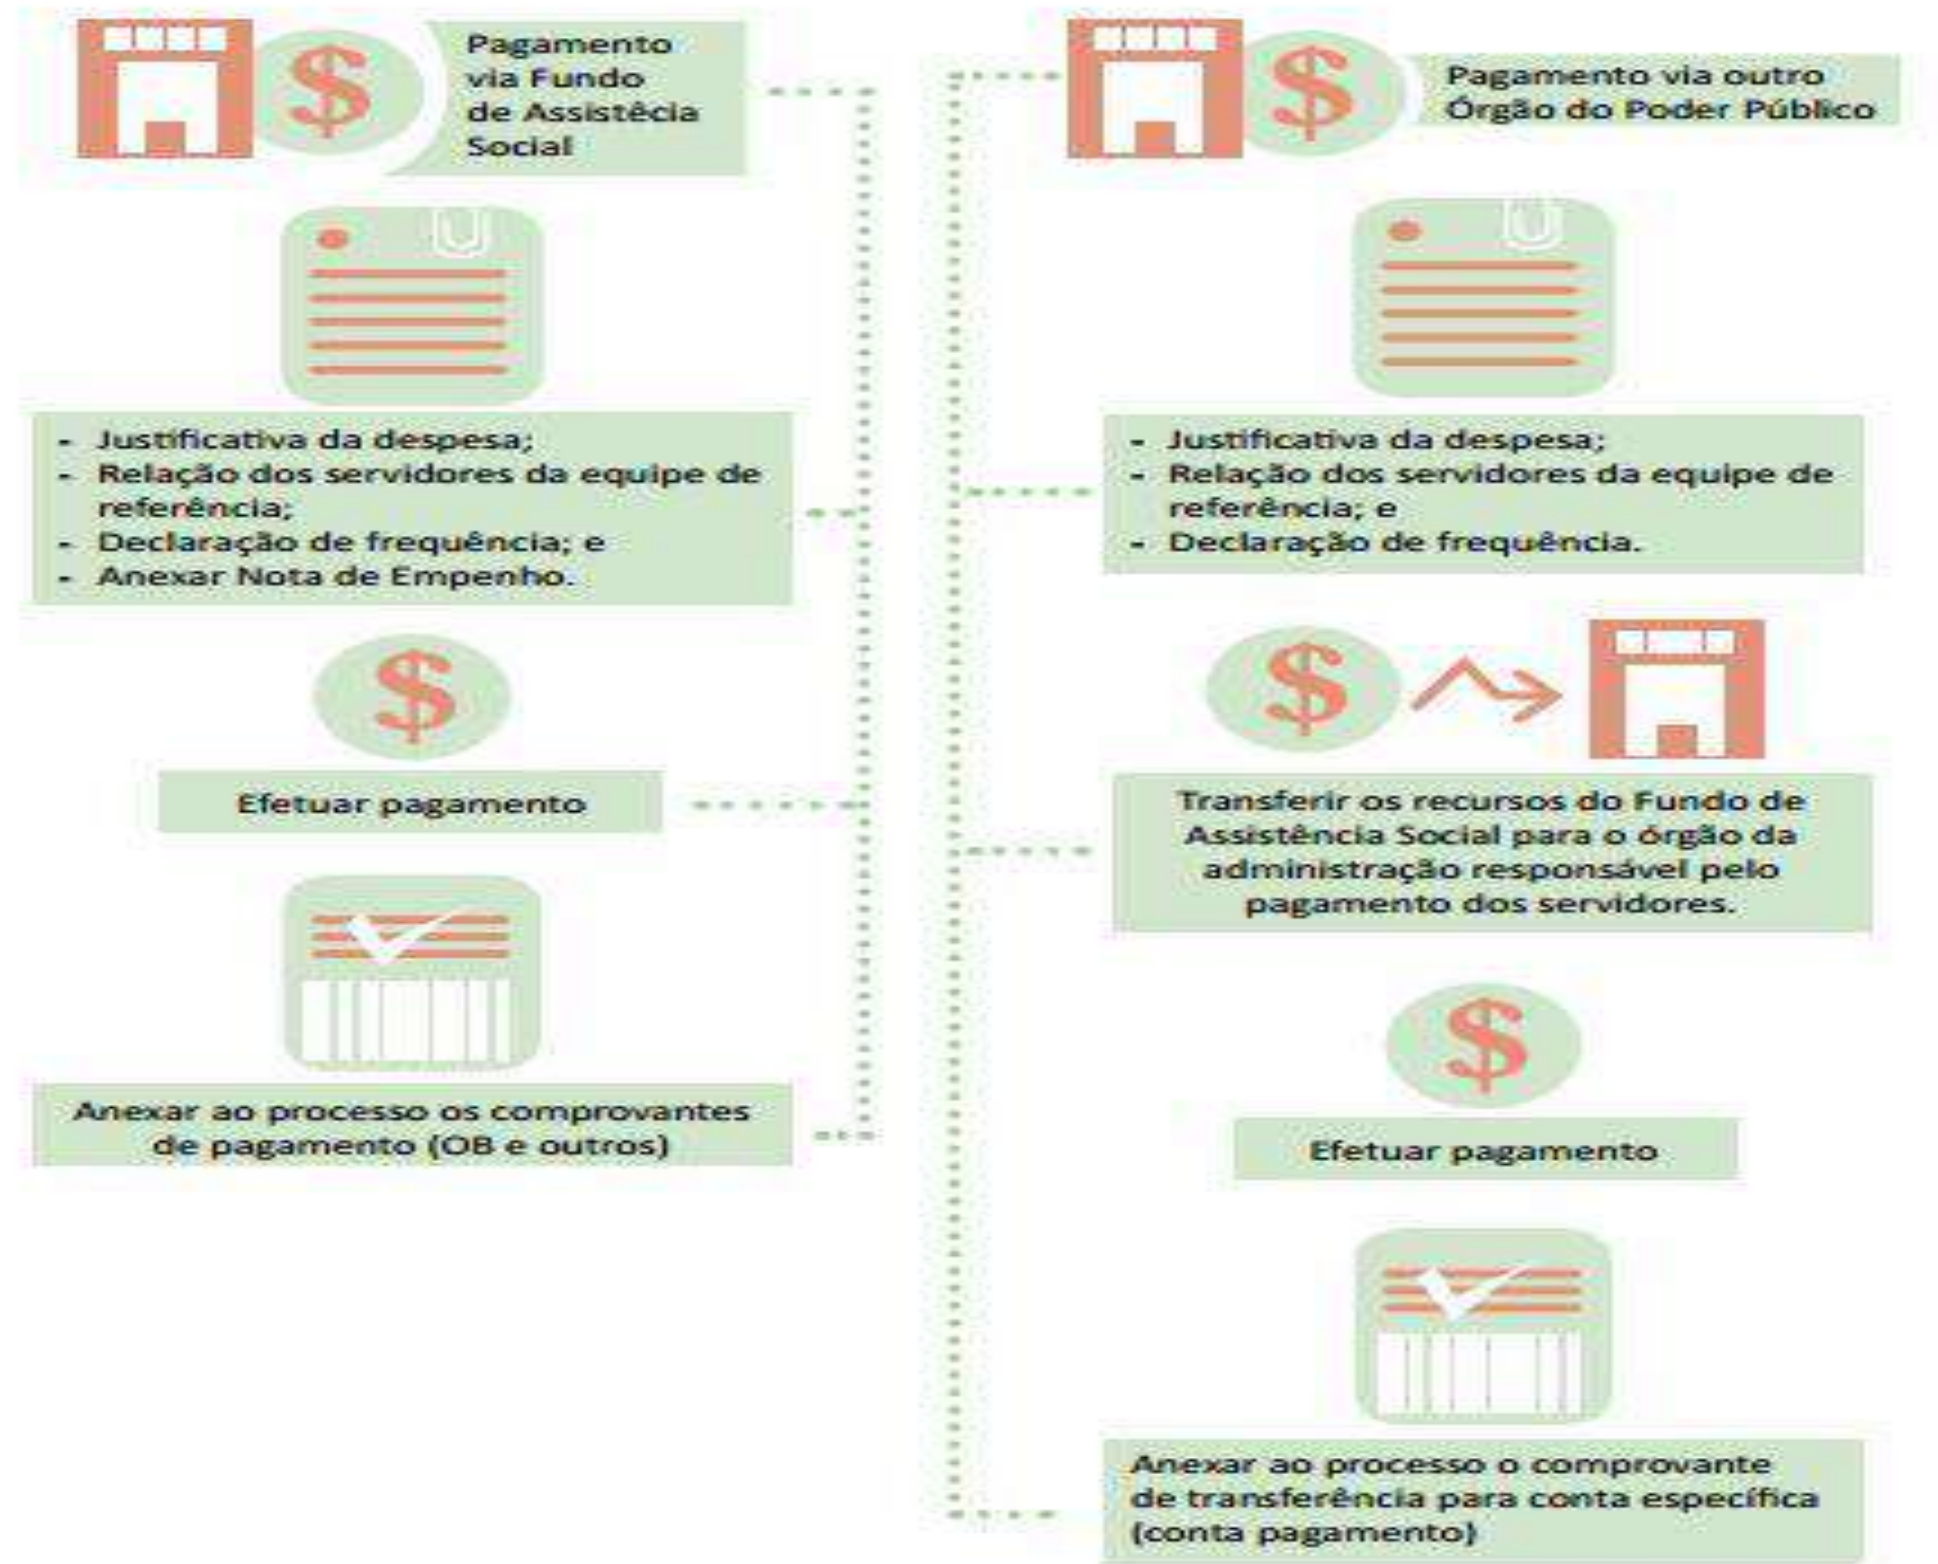 Pagamento
via Fundo
de Assistêcia
Social
- Justificativa da despesa;
- Relação dos servidores da equipe de
referência;
- Declaração de frequência; e
- Anexar Nota de Empenho.
Efetuar pagamento
Anexar ao processo os comprovantes
de pagamento (OB e outros)
Pagamento via outro
Órgão do Poder Público
- Justificativa da despesa;
- Relação dos servidores da equipe de
referência; e
- Declaração de frequência.
Transferir os recursos do Fundo de
Assistência Social para o órgão da
administração responsável pelo
pagamento dos servidores.
Efetuar pagamento
Anexar ao processo o comprovante
de transferência para conta específica
(conta pagamento)